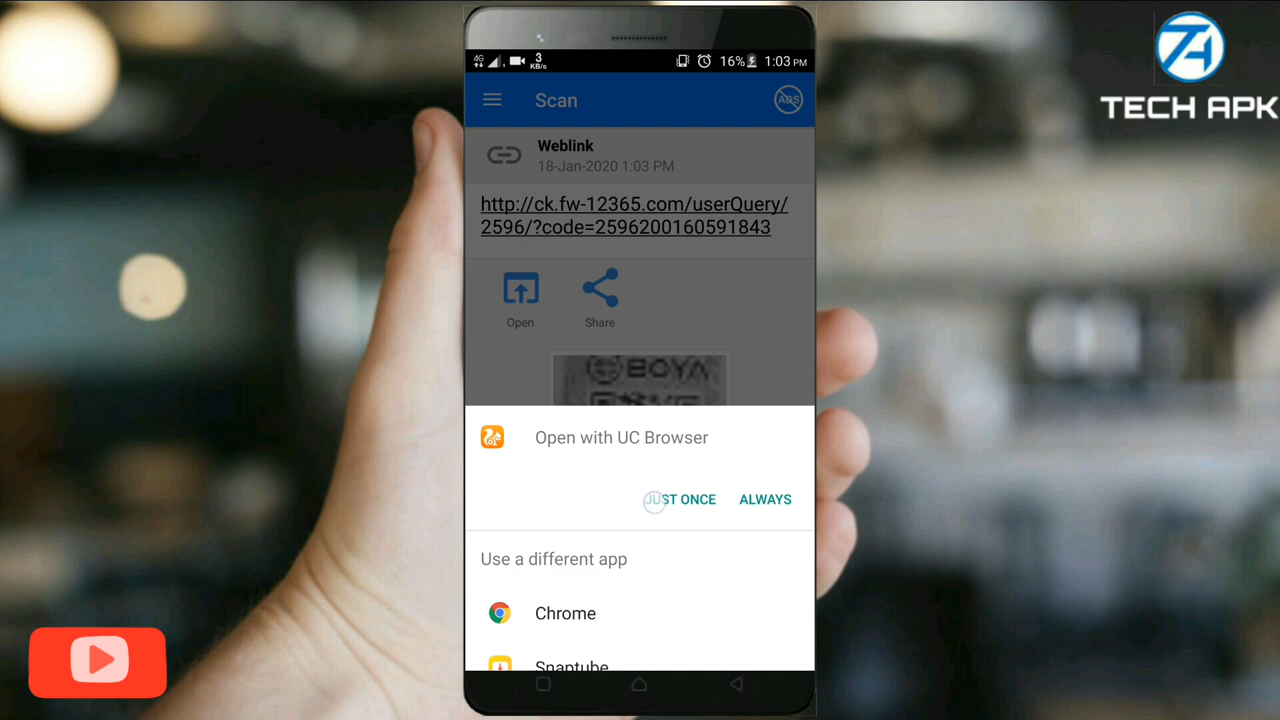 4G
3
KB/s
16%
1:03 PM
Scan
ADS
Weblink
18-Jan-2020 1:03 PM
http://ck.fw-12365.com/userQuery/
2596/?code=2596200160591843
Open
Share
BOYA
Open with UC Browser
JUST ONCE
ALWAYS
Use a different app
Chrome
Snaptube
TECH APK